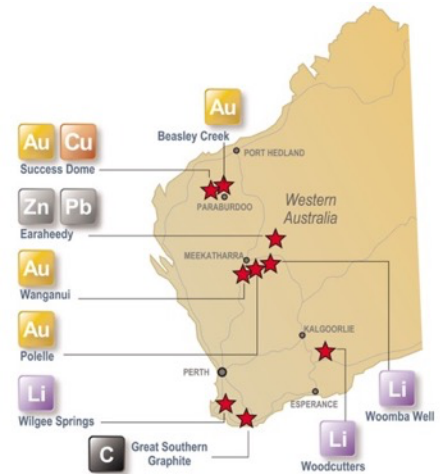 Au
Beasley Creek
Au Cu
Success Dome
PORT HEDLAND
PARABURDOO
Western
Australia
Zn Pb
Earaheedy
MEEKATHARRA
Au
Wanganui
Au
Polelle
KALGOORLIE
PERTH
Li
Wilgee Springs
ESPERANCE
Li
Woomba Well
C
Great Southern
Graphite
Li
Woodcutters